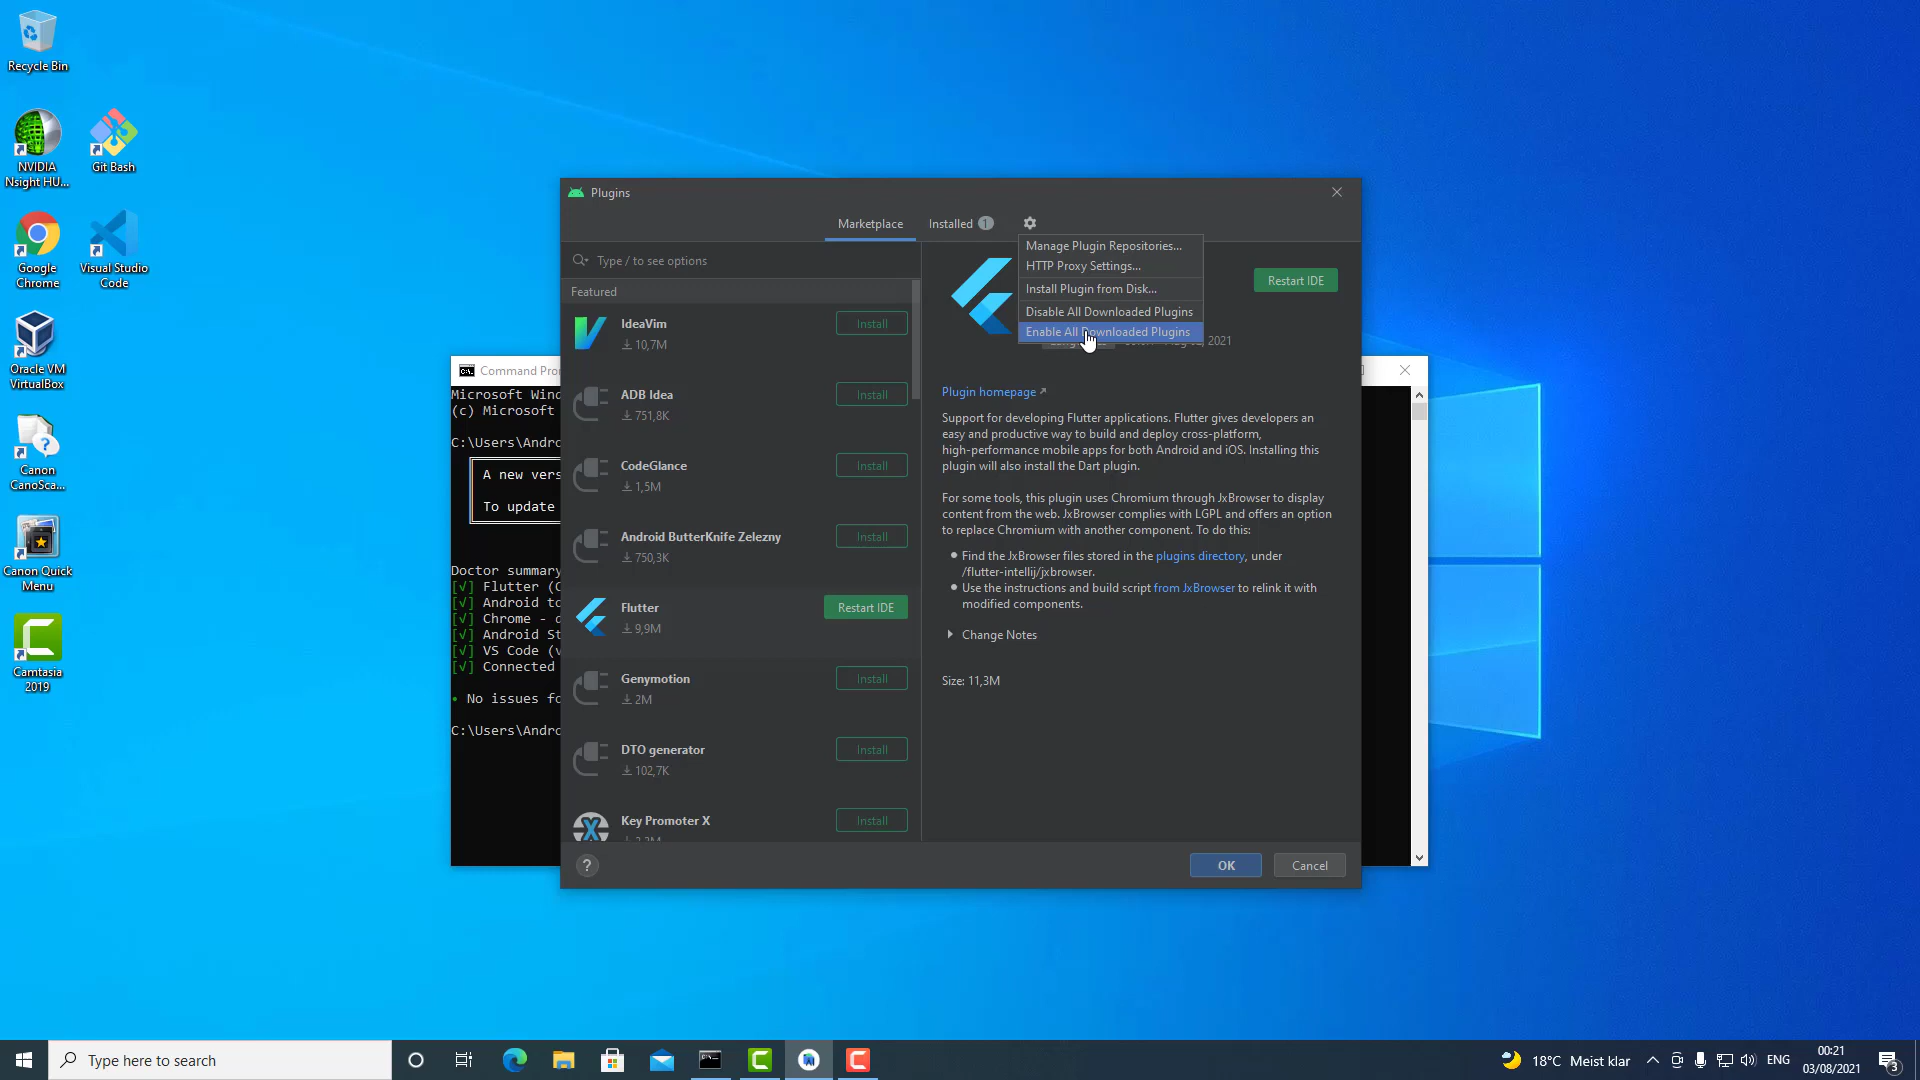 Recycle Bin
NVIDIA
Nsight HU...
Git Bash
Google
Chrome
Visual Studio
Code
Oracle VM
VirtualBox
Canon
CanoSca...
Canon Quick
Menu
Camtasia
2019
Command Pro
Microsoft Wind
(c) Microsoft
C:\Users\Andro
A new vers
To update
Doctor summary
[√] Flutter (C
[√] Android to
[√] Chrome - d
[√] Android St
[√] VS Code (v
[√] Connected
• No issues fo
C:\Users\Andro
Plugins
Marketplace
Installed 1
Type / to see options
Featured
IdeaVim
10,7M
Install
ADB Idea
751,8K
Install
CodeGlance
1,5M
Install
Android ButterKnife Zelezny
750,3K
Install
Flutter
9,9M
Restart IDE
Genymotion
2M
Install
DTO generator
102,7K
Install
Key Promoter X
Install
Manage Plugin Repositories...
HTTP Proxy Settings...
Install Plugin from Disk...
Disable All Downloaded Plugins
Enable All Downloaded Plugins
Restart IDE
2021
Plugin homepage
Support for developing Flutter applications. Flutter gives developers an
easy and productive way to build and deploy cross-platform,
high-performance mobile apps for both Android and iOS. Installing this
plugin will also install the Dart plugin.
For some tools, this plugin uses Chromium through JxBrowser to display
content from the web. JxBrowser complies with LGPL and offers an option
to replace Chromium with another component. To do this:
• Find the JxBrowser files stored in the plugins directory, under
/flutter-intellij/jxbrowser.
• Use the instructions and build script from JxBrowser to relink it with
modified components.
Change Notes
Size: 11,3M
?
OK
Cancel
Type here to search
18°C Meist klar
ENG
00:21
03/08/2021
3